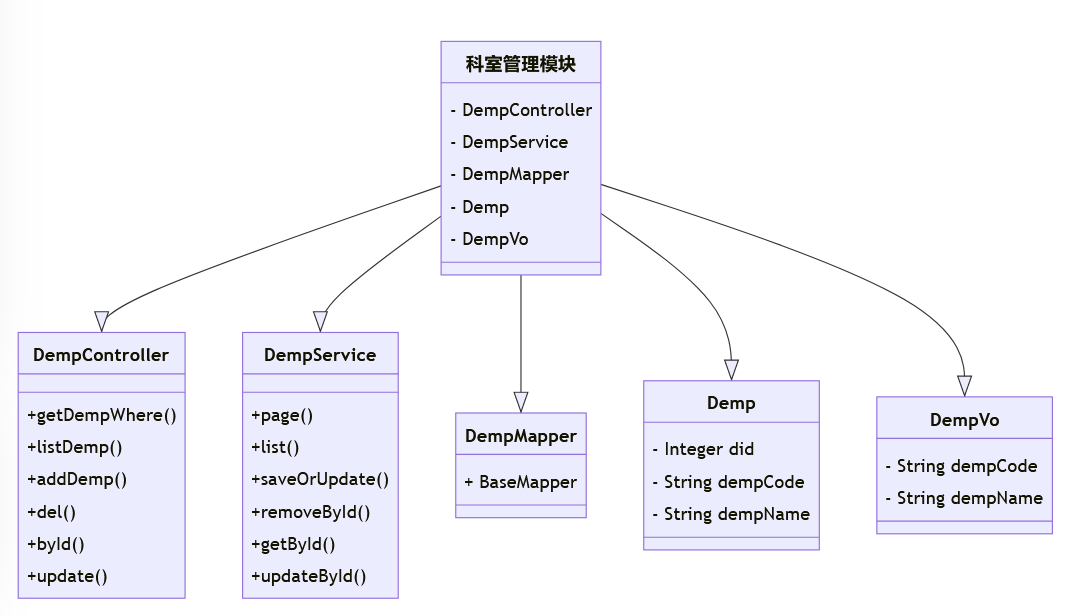 科室管理模块
- DempController
- DempService
- DempMapper
- Demp
- DempVo
DempController
+getDempWhere()
+listDemp()
+addDemp()
+del()
+byId()
+update()
DempService
+page()
+list()
+saveOrUpdate()
+removeById()
+getById()
+updateById()
DempMapper
+ BaseMapper
Demp
- Integer did
- String dempCode
- String dempName
DempVo
- String dempCode
- String dempName